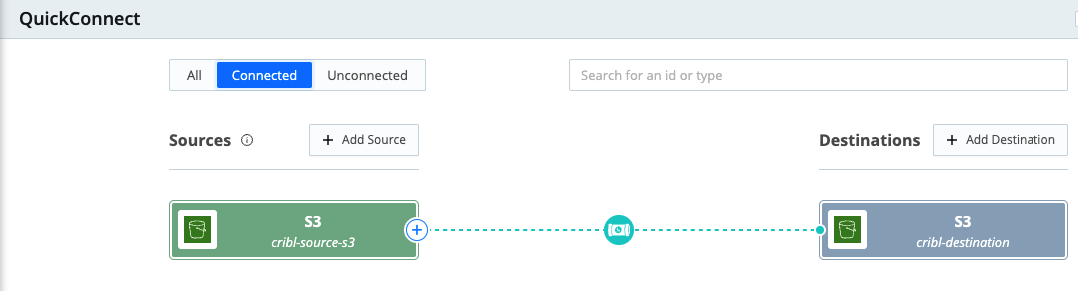 QuickConnect
All Connected Unconnected Search for an id or type
Sources + Add Source Destinations + Add Destination
S3 S3
cribl-source-s3 cribl-destination